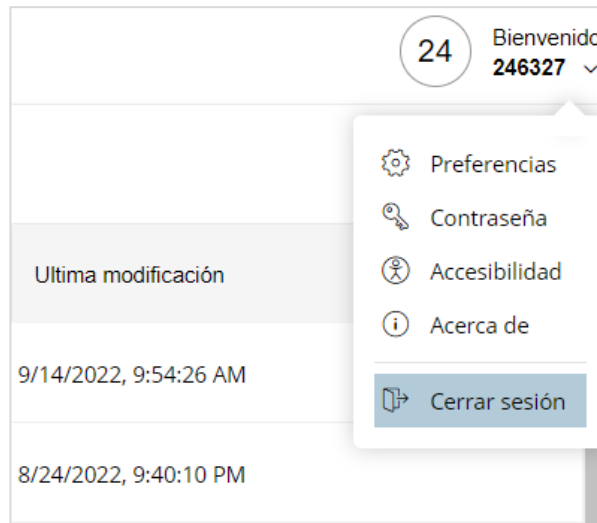 24
Bienvenido
246327
Preferencias
Contraseña
Accesibilidad
Acerca de
Cerrar sesión
Ultima modificación
9/14/2022, 9:54:26 AM
8/24/2022, 9:40:10 PM